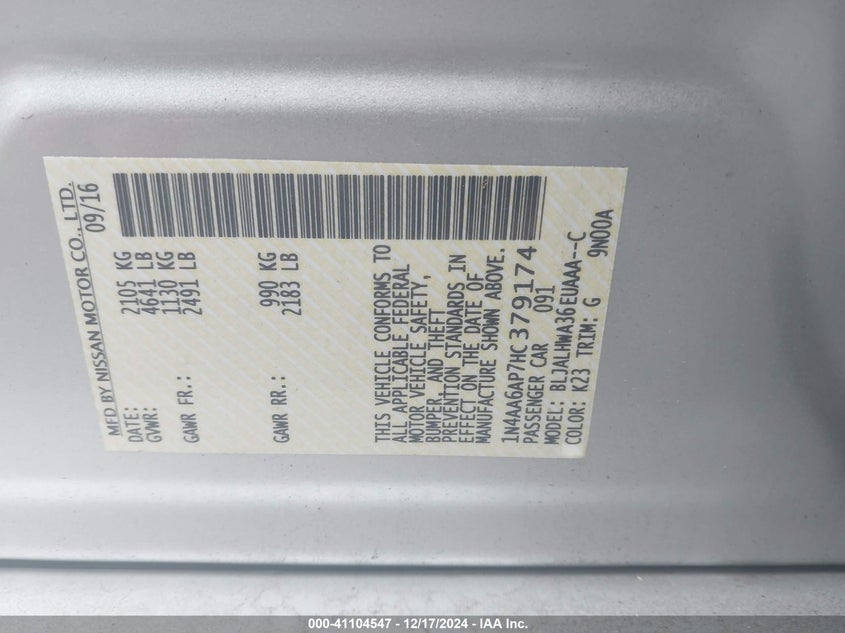 MFD BY NISSAN MOTOR CO., LTD.
DATE: 09/16
GVWR: 2105 KG
4641 LB
GAWR FR.: 1130 KG
2491 LB
GAWR RR.: 990 KG
2183 LB
THIS VEHICLE CONFORMS TO
ALL APPLICABLE FEDERAL
MOTOR VEHICLE SAFETY,
BUMPER, AND THEFT
PREVENTION STANDARDS IN
EFFECT ON THE DATE OF
MANUFACTURE SHOWN ABOVE.
1N4AA6AP7HC379174
PASSENGER CAR 091
MODEL: BLJALHWA36EUAAA--C
COLOR: K23 TRIM: G 9N00A
000-41104547 - 12/17/2024 - IAA Inc.